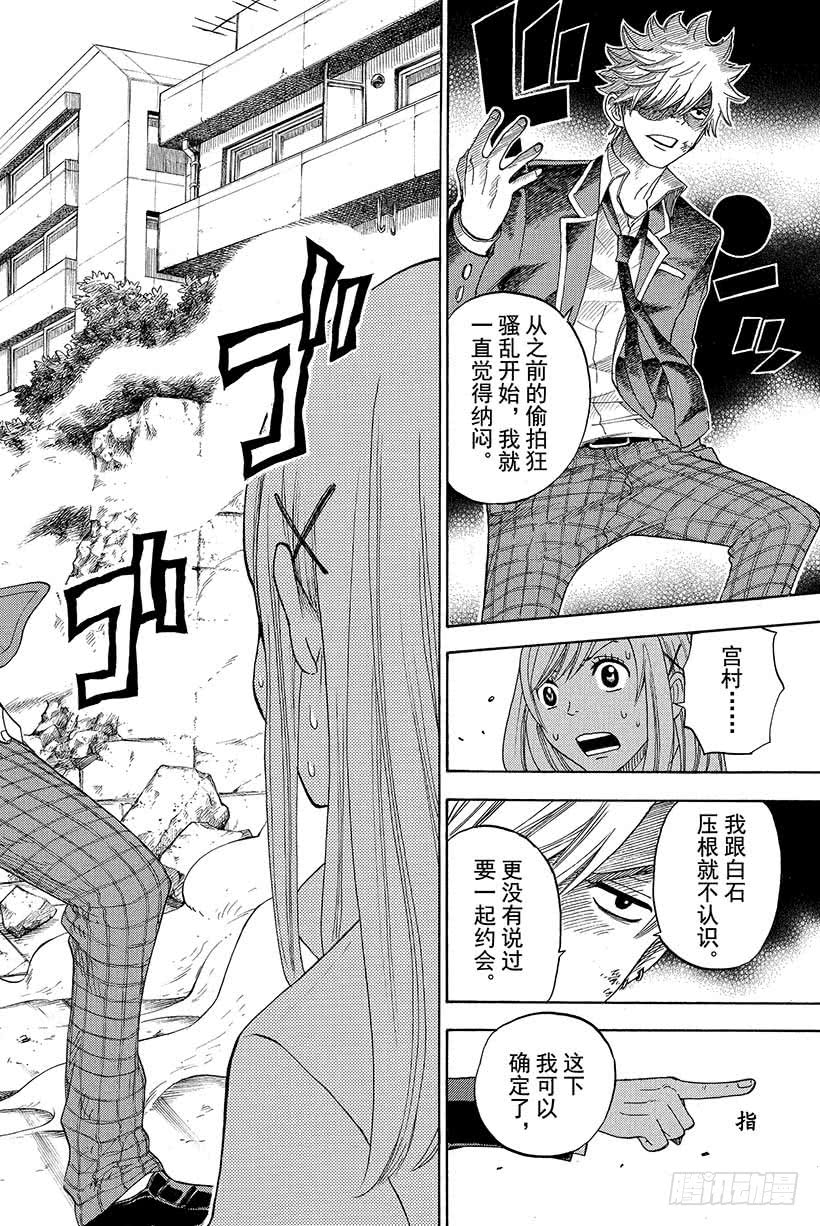 从之前的偷拍狂
骚乱开始，我就
一直觉得纳闷。
宫村……
我跟白石
压根就不认识。
更没有说过
要一起约会。
这下
我可以
确定了，
指
ゴ
ゴ
腾讯动漫